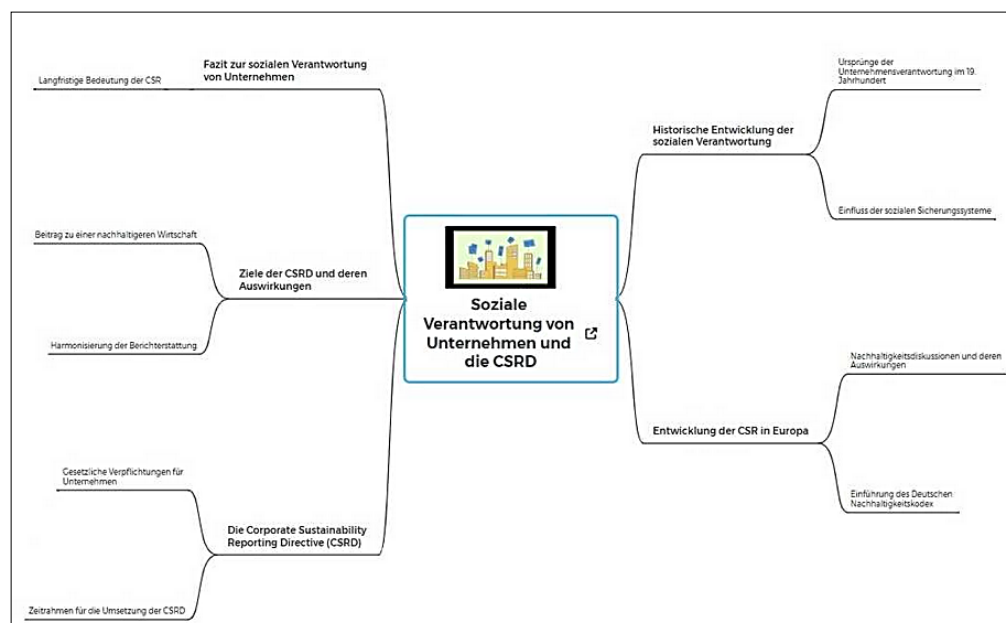 Soziale
Verantwortung von
Unternehmen und
die CSRD
Historische Entwicklung der
sozialen Verantwortung
Ursprünge der
Unternehmensverantwortung im 19.
Jahrhundert
Einfluss der sozialen Sicherungssysteme
Entwicklung der CSR in Europa
Nachhaltigkeitsdiskussionen und deren
Auswirkungen
Einführung des Deutschen
Nachhaltigkeitskodex
Die Corporate Sustainability
Reporting Directive (CSRD)
Gesetzliche Verpflichtungen für
Unternehmen
Zeitrahmen für die Umsetzung der CSRD
Ziele der CSRD und deren
Auswirkungen
Beitrag zu einer nachhaltigeren Wirtschaft
Harmonisierung der Berichterstattung
Fazit zur sozialen Verantwortung
von Unternehmen
Langfristige Bedeutung der CSR